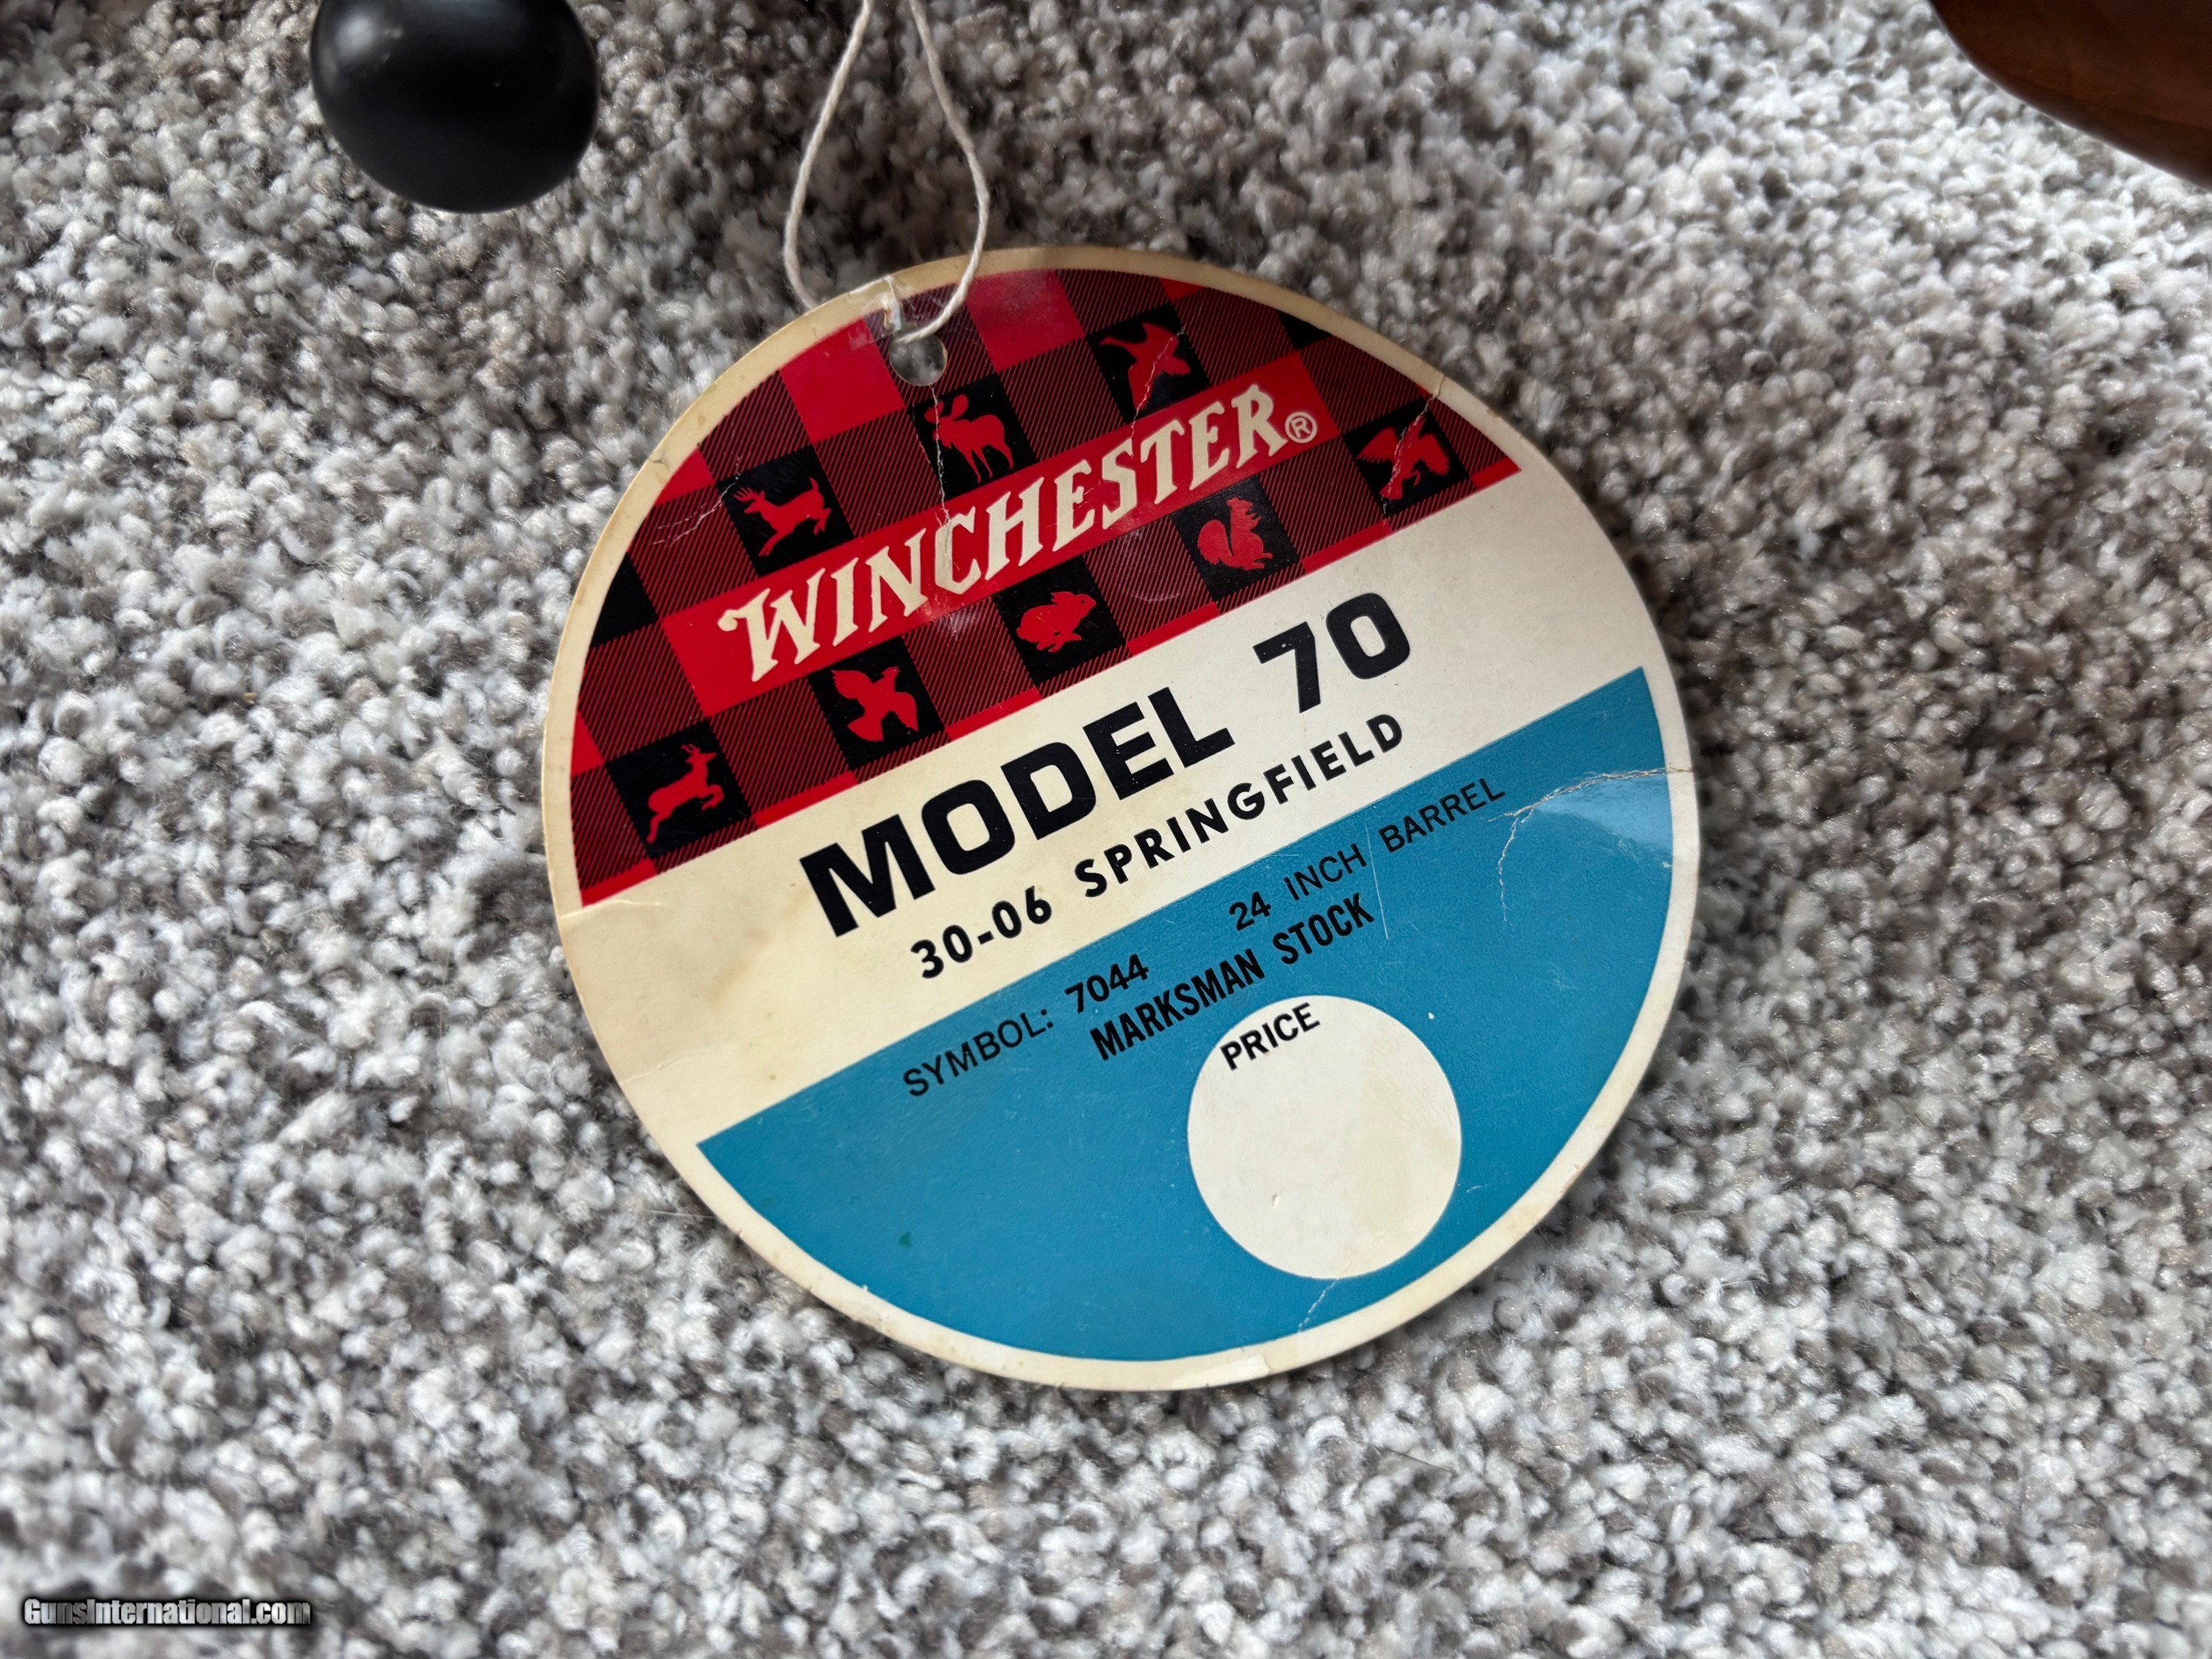 WINCHESTER®
MODEL 70
30-06 SPRINGFIELD
SYMBOL: 7044 24 INCH BARREL
MARKSMAN STOCK
PRICE
GunsInternational.com